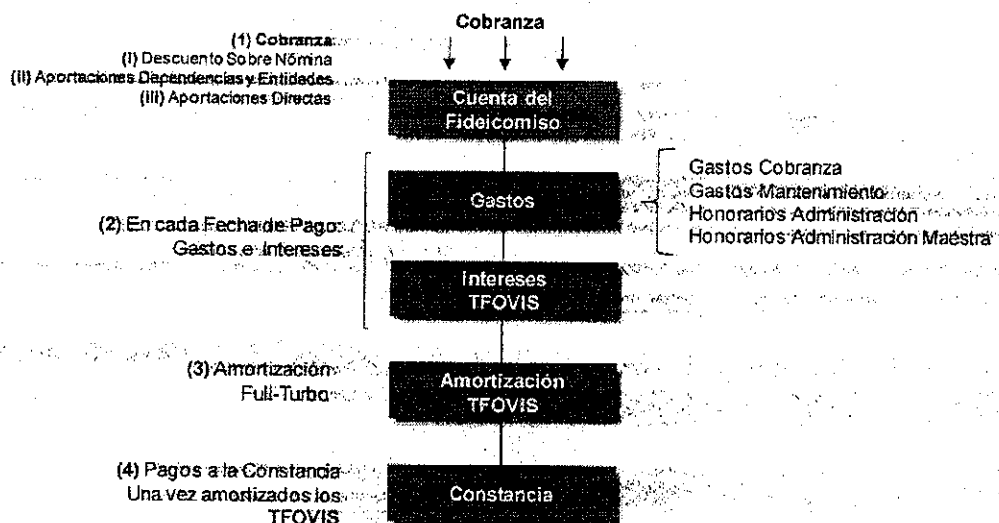 Cobranza
(1) Cobranza:
(I) Descuento Sobre Nómina
(II) Aportaciones Dependencias y Entidades
(III) Aportaciones Directas
Cuenta del
Fideicomiso
Gastos
Gastos Cobranza
Gastos Mantenimiento
Honorarios Administración
Honorarios Administración Maestra
(2) En cada Fecha de Pago:
Gastos e Intereses
Intereses
TFOVIS
(3) Amortización
Full-Turbo
Amortización
TFOVIS
(4) Pagos a la Constancia
Una vez amortizados los
TFOVIS
Constancia